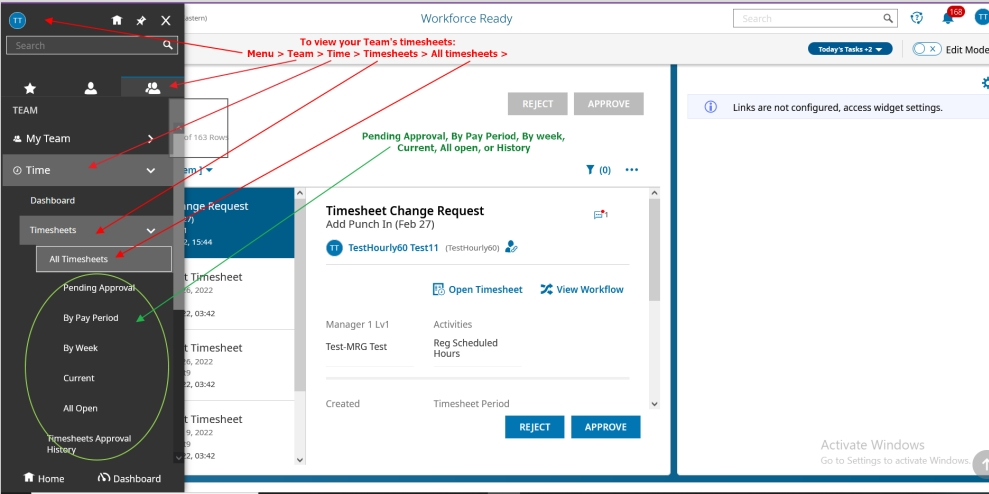 TT
X
astern)
Workforce Ready
Search
168
TT
Search
To view your Team's timesheets:
Menu > Team > Time > Timesheets > All timesheets >
Today's Tasks +2
X
Edit Mode
TEAM
My Team
of 163 Rows
REJECT
APPROVE
Links are not configured, access widget settings.
Pending Approval, By Pay Period, By week,
Current, All open, or History
Time
em ]
(0)
Dashboard
Timesheets
All Timesheets
Pending Approval
By Pay Period
By Week
Current
All Open
Timesheets Approval
History
Home
Dashboard
ange Request
27)
1
2, 15:44
t Timesheet
26, 2022
22, 03:42
t Timesheet
26, 2022
29
22, 03:42
t Timesheet
19, 2022
29
22, 03:42
Timesheet Change Request
Add Punch In (Feb
27)
1
TT TestHourly60 Test11 (TestHourly60)
Open Timesheet
View Workflow
Manager 1 Lv1
Activities
Test-MRG Test
Reg Scheduled
Hours
Created
Timesheet Period
REJECT
APPROVE
Activate Windows
Go to Settings to activate Windows.